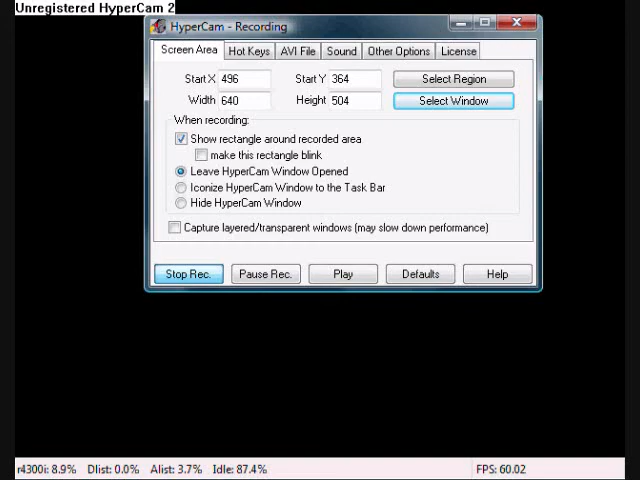 Unregistered HyperCam 2
HyperCam - Recording
Screen Area Hot Keys AVI File Sound Other Options License
Start X 496 Start Y 364 Select Region
Width 640 Height 504 Select Window
When recording:
Show rectangle around recorded area
make this rectangle blink
Leave HyperCam Window Opened
Iconize HyperCam Window to the Task Bar
Hide HyperCam Window
Capture layered/transparent windows (may slow down performance)
Stop Rec. Pause Rec. Play Defaults Help
r4300i: 8.9% Dlist: 0.0% Alist: 3.7% Idle: 87.4% FPS: 60.02